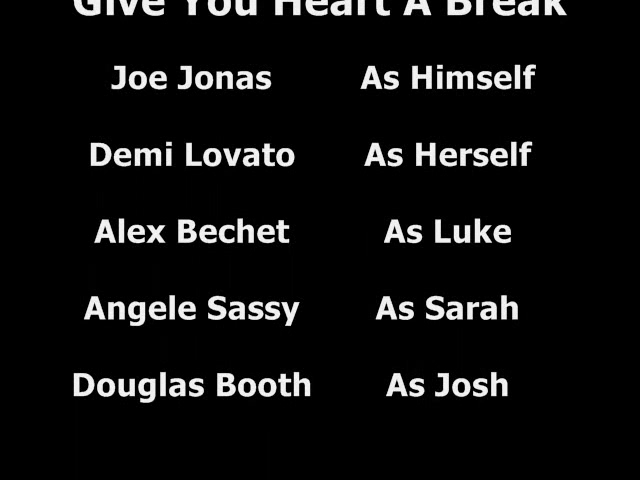 Give You Heart A Break
Joe Jonas As Himself
Demi Lovato As Herself
Alex Bechet As Luke
Angele Sassy As Sarah
Douglas Booth As Josh